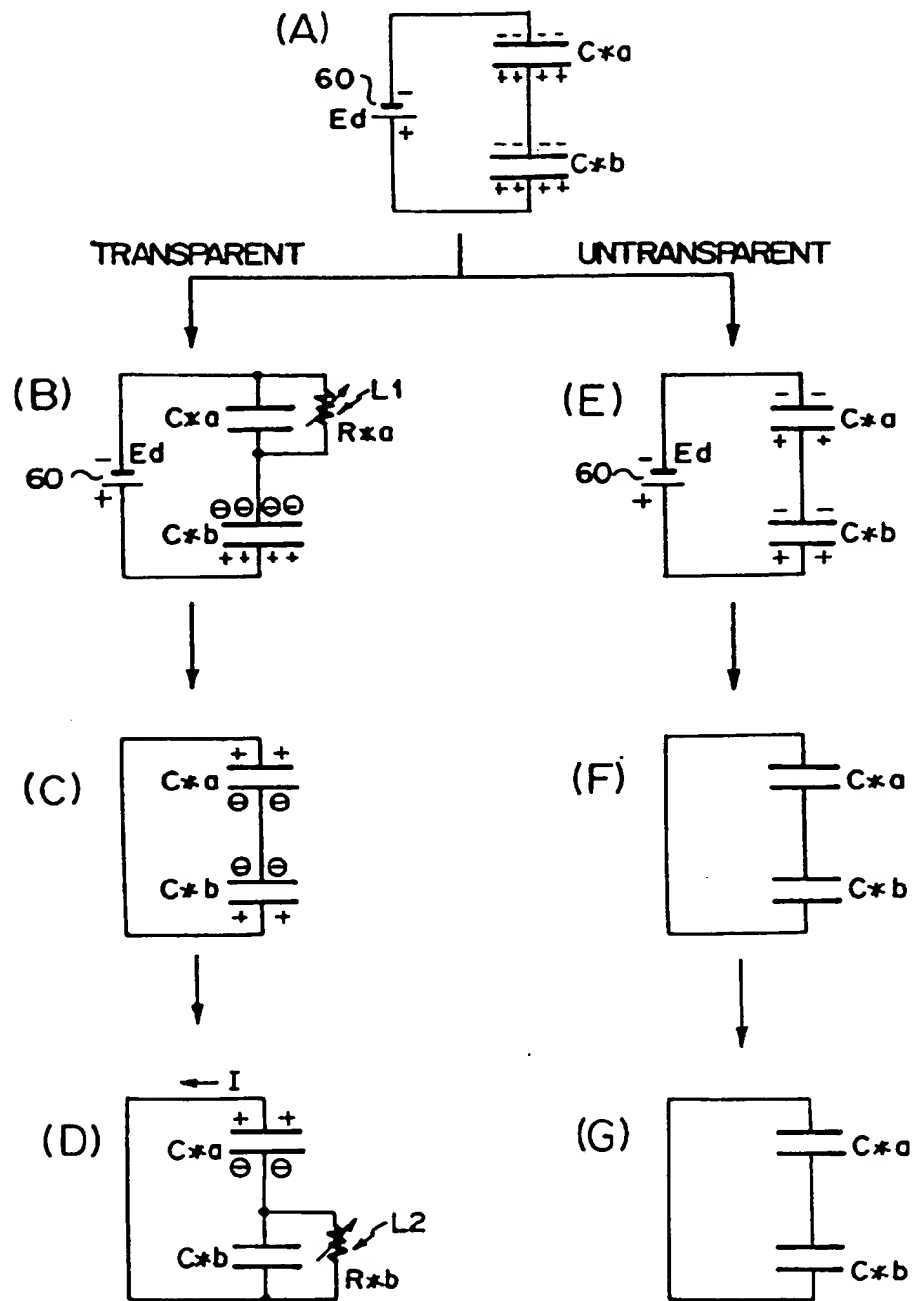 (A)
- - - -
C*a
++ ++
60
-
Ed
+
- - - -
C*b
++ ++
TRANSPARENT
UNTRANSPARENT
(B)
C*a
L1
R*a
-
Ed
60
+
⊖⊖ ⊖⊖
C*b
++ ++
(E)
- -
C*a
+ +
-
Ed
60
+
- -
C*b
+ +
(C)
+ +
C*a
⊖ ⊖
⊖ ⊖
C*b
+ +
(F)
C*a
C*b
← I
(D)
+ +
C*a
⊖ ⊖
L2
C*b
R*b
(G)
C*a
C*b